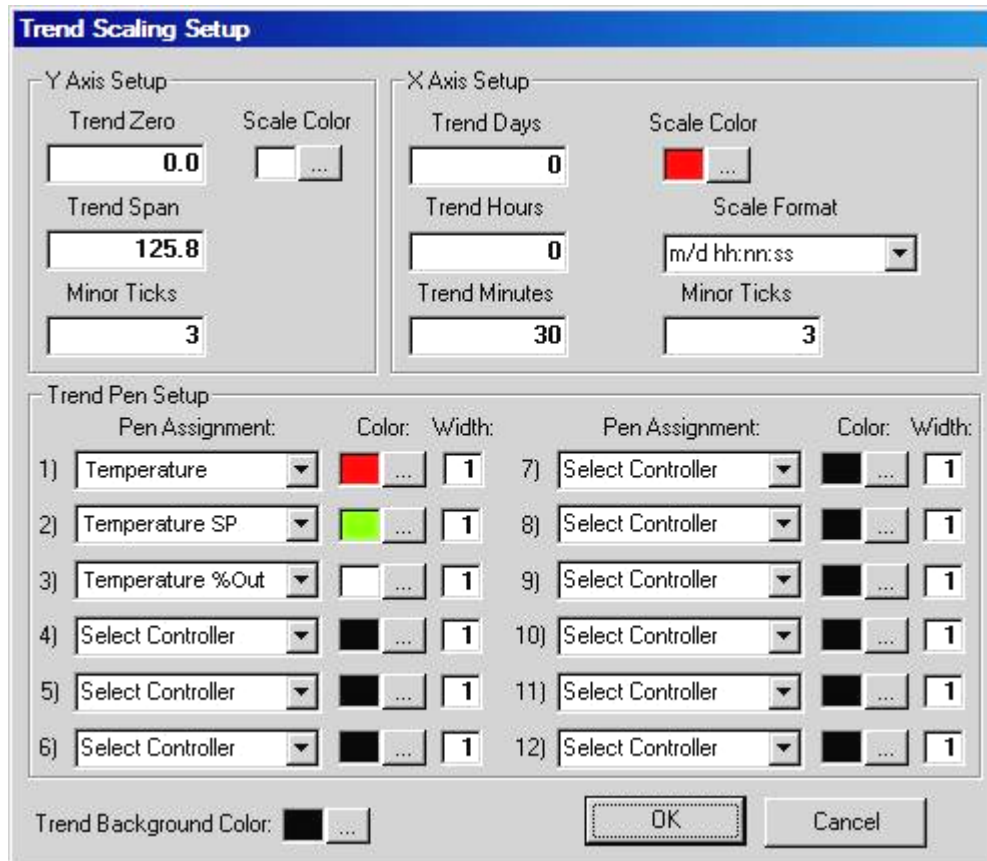 Trend Scaling Setup
Y Axis Setup
Trend Zero Scale Color
0.0 ...
Trend Span
125.8
Minor Ticks
3
X Axis Setup
Trend Days Scale Color
0 ...
Trend Hours Scale Format
0 m/d hh:nn:ss
Trend Minutes Minor Ticks
30 3
Trend Pen Setup
Pen Assignment: Color: Width: Pen Assignment: Color: Width:
1) Temperature ... 1 7) Select Controller ... 1
2) Temperature SP ... 1 8) Select Controller ... 1
3) Temperature %Out ... 1 9) Select Controller ... 1
4) Select Controller ... 1 10) Select Controller ... 1
5) Select Controller ... 1 11) Select Controller ... 1
6) Select Controller ... 1 12) Select Controller ... 1
Trend Background Color: ... OK Cancel